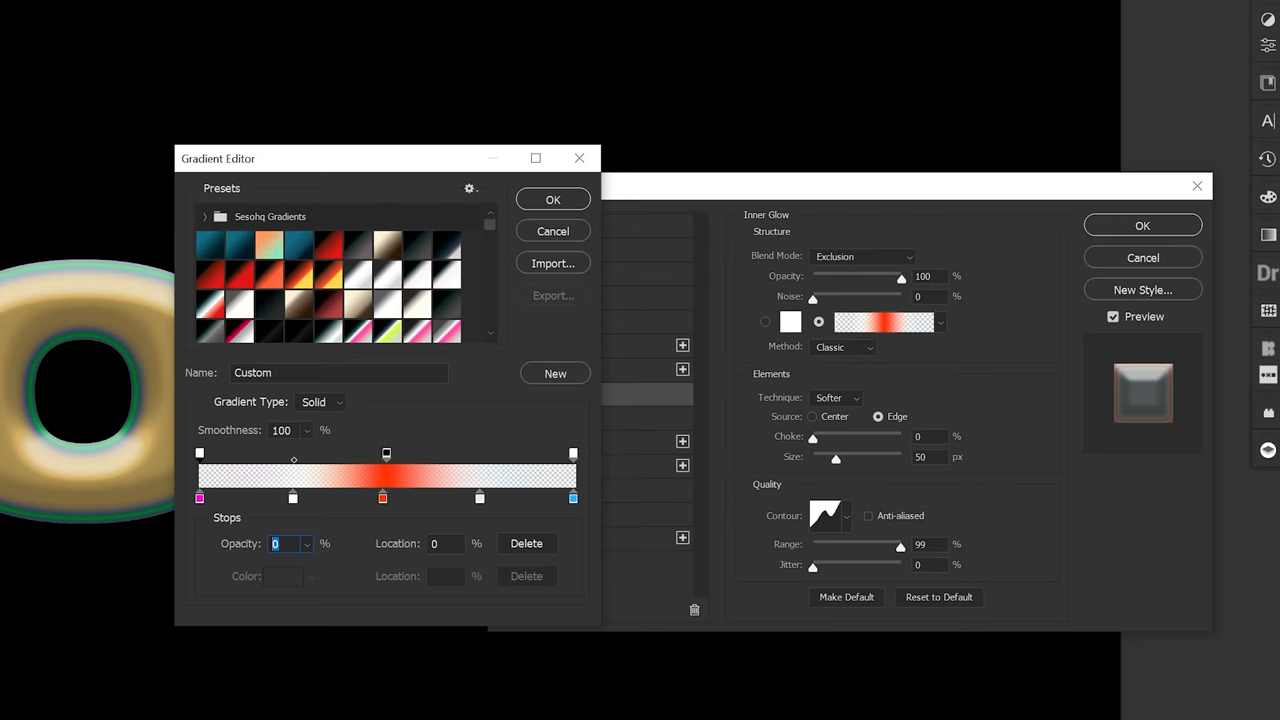 Gradient Editor
Presets
Sesohq Gradients
OK
Cancel
Import...
Export...
Name: Custom
New
Gradient Type: Solid
Smoothness: 100 %
Stops
Opacity: 0 %
Location: 0 %
Delete
Color:
Location: %
Delete
Inner Glow
Structure
Blend Mode: Exclusion
Opacity: 100 %
Noise: 0 %
Method: Classic
Elements
Technique: Softer
Source: Center Edge
Choke: 0 %
Size: 50 px
Quality
Contour: Anti-aliased
Range: 99 %
Jitter: 0 %
Make Default
Reset to Default
OK
Cancel
New Style...
Preview
A
Dr